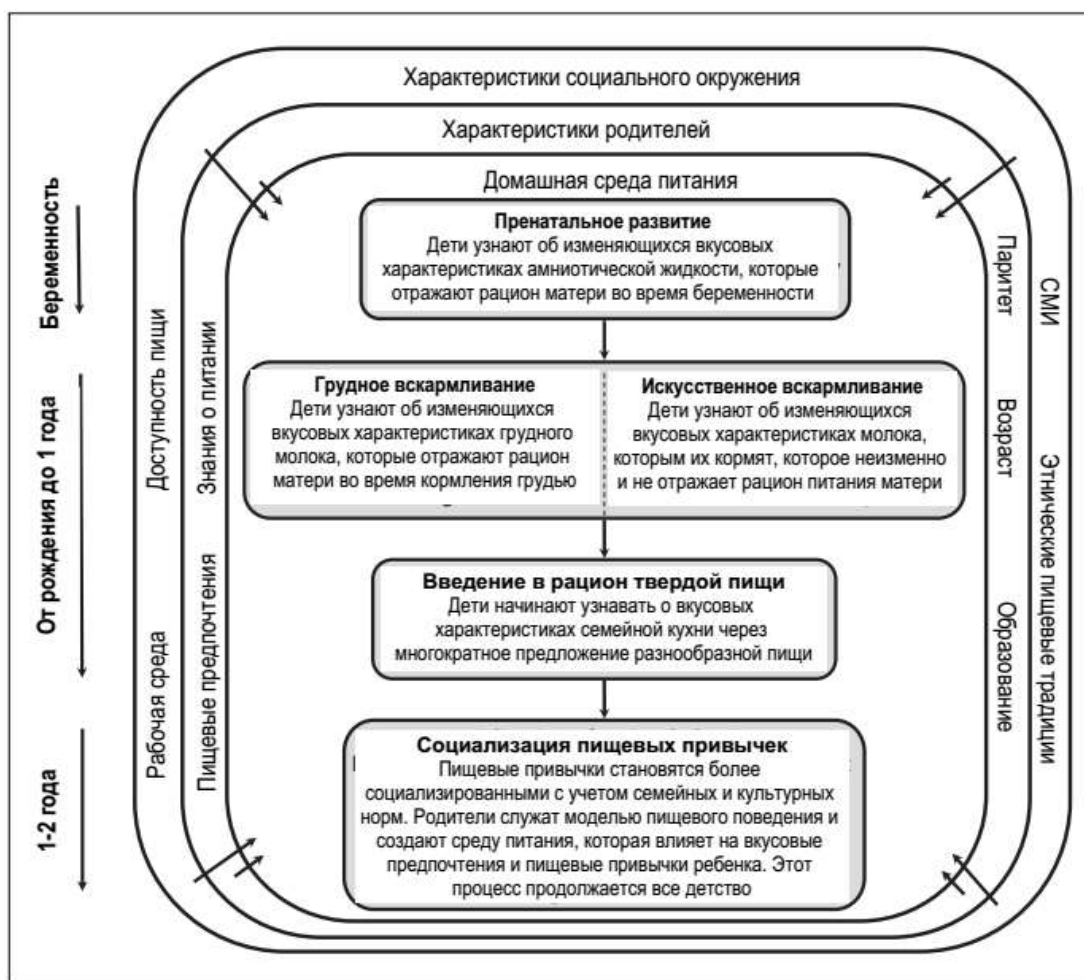 Характеристики социального окружения
Характеристики родителей
Домашная среда питания
Беременность
От рождения до 1 года
1-2 года
Доступность пищи
Рабочая среда
Знания о питании
Пищевые предпочтения
Пренатальное развитие
Дети узнают об изменяющихся вкусовых
характеристиках амниотической жидкости, которые
отражают рацион матери во время беременности
Грудное вскармливание
Дети узнают об изменяющихся
вкусовых характеристиках грудного
молока, которые отражают рацион
матери во время кормления грудью
Искусственное вскармливание
Дети узнают об изменяющихся
вкусовых характеристиках молока,
которым их кормят, которое неизменно
и не отражает рацион питания матери
Введение в рацион твердой пищи
Дети начинают узнавать о вкусовых
характеристиках семейной кухни через
многократное предложение разнообразной пищи
Социализация пищевых привычек
Пищевые привычки становятся более
социализированными с учетом семейных и культурных
норм. Родители служат моделью пищевого поведения и
создают среду питания, которая влияет на вкусовые
предпочтения и пищевые привычки ребенка. Этот
процесс продолжается все детство
Паритет
Возраст
Образование
СМИ
Этнические пищевые традиции